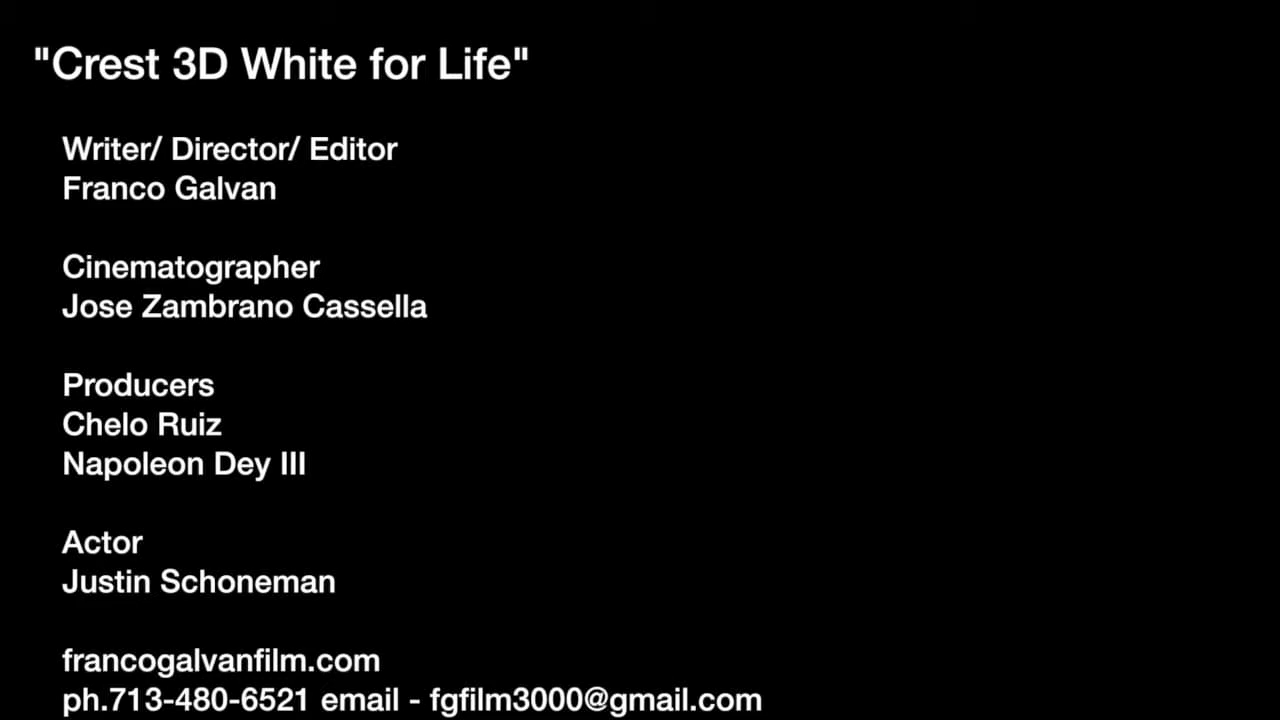 "Crest 3D White for Life"
Writer/ Director/ Editor
Franco Galvan
Cinematographer
Jose Zambrano Cassella
Producers
Chelo Ruiz
Napoleon Dey III
Actor
Justin Schoneman
francogalvanfilm.com
ph.713-480-6521 email - fgfilm3000@gmail.com